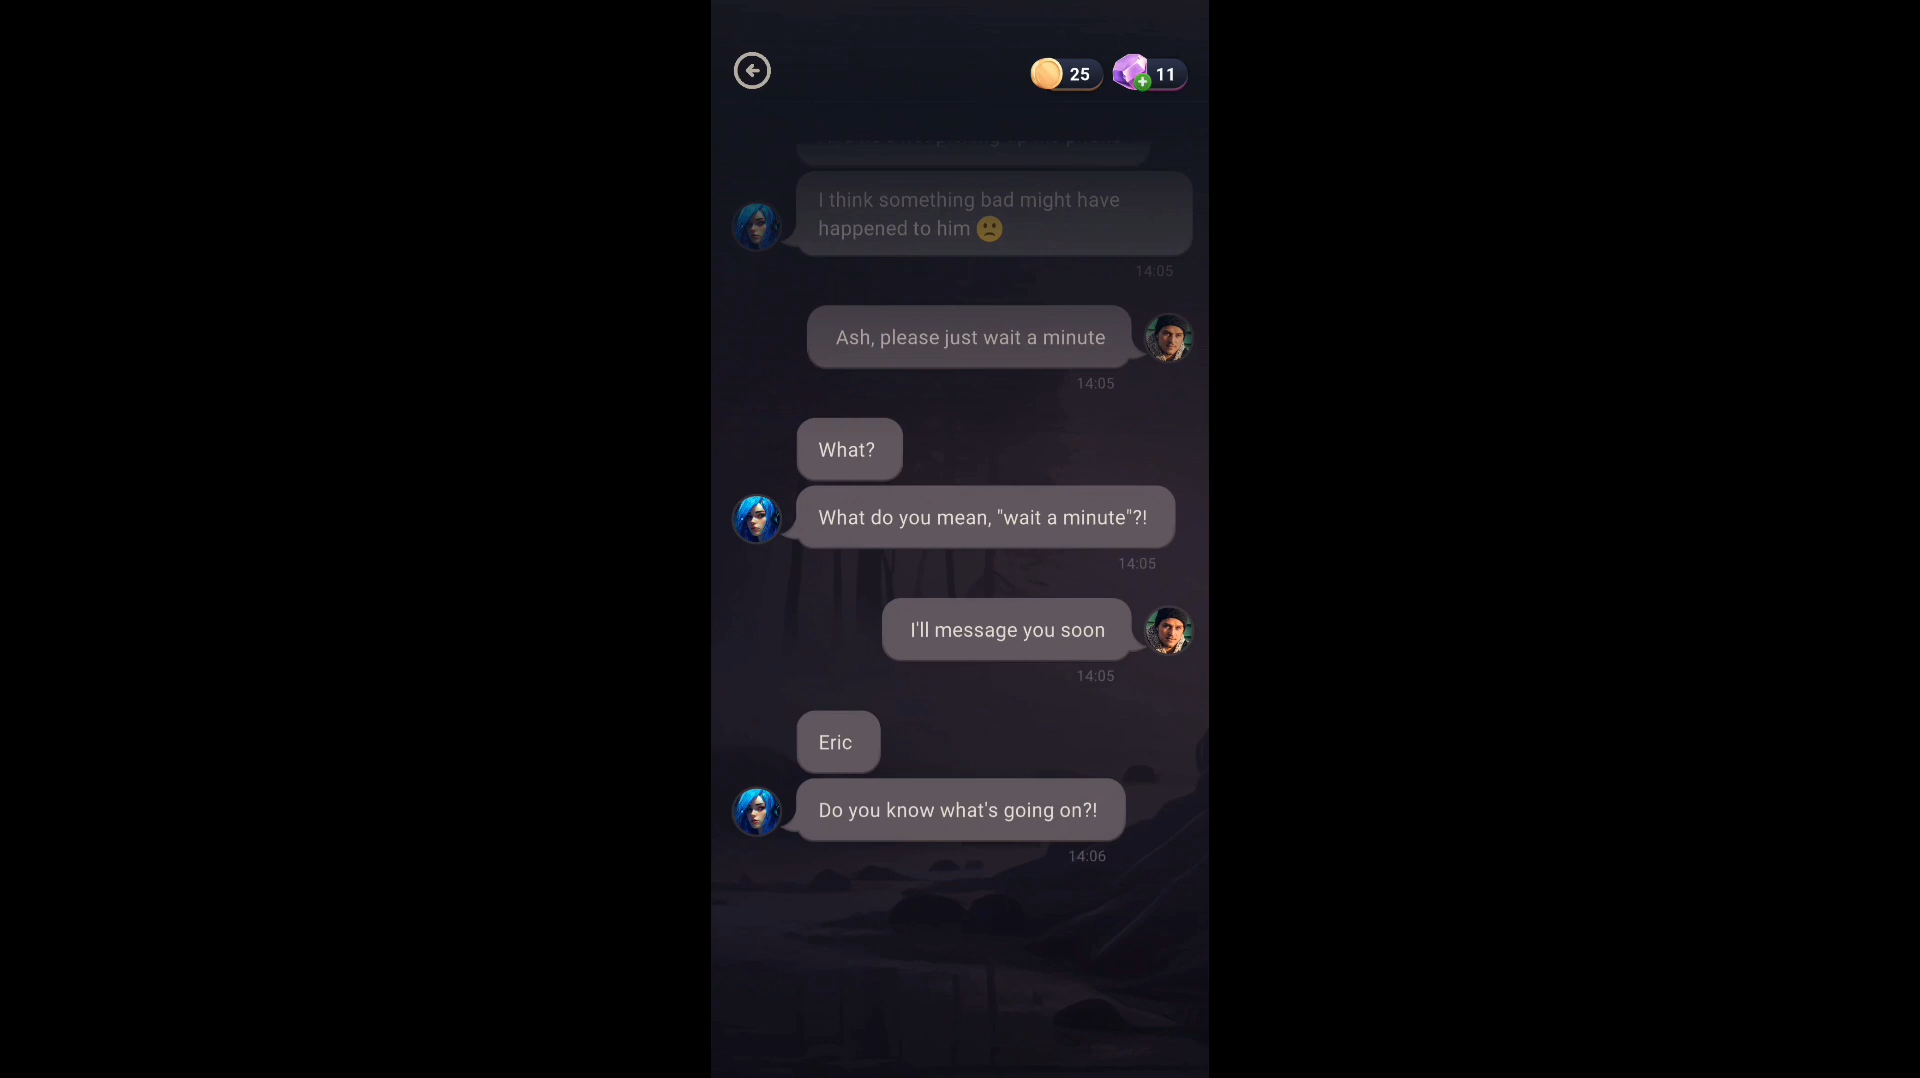 25
11
I think something bad might have
happened to him 🙁
14:05
Ash, please just wait a minute
14:05
What?
What do you mean, "wait a minute"?!
14:05
I'll message you soon
14:05
Eric
Do you know what's going on?!
14:06